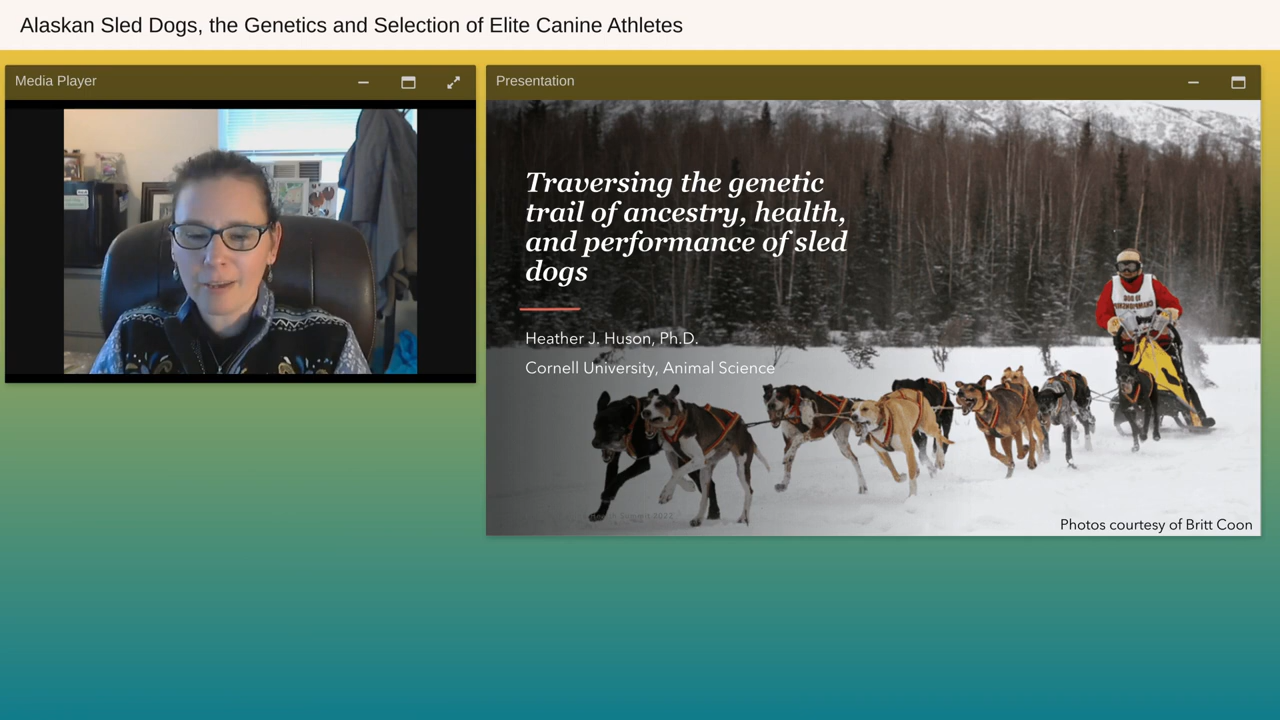 Alaskan Sled Dogs, the Genetics and Selection of Elite Canine Athletes
Media Player
Presentation
Traversing the genetic
trail of ancestry, health,
and performance of sled
dogs
Heather J. Huson, Ph.D.
Cornell University, Animal Science
Photos courtesy of Britt Coon